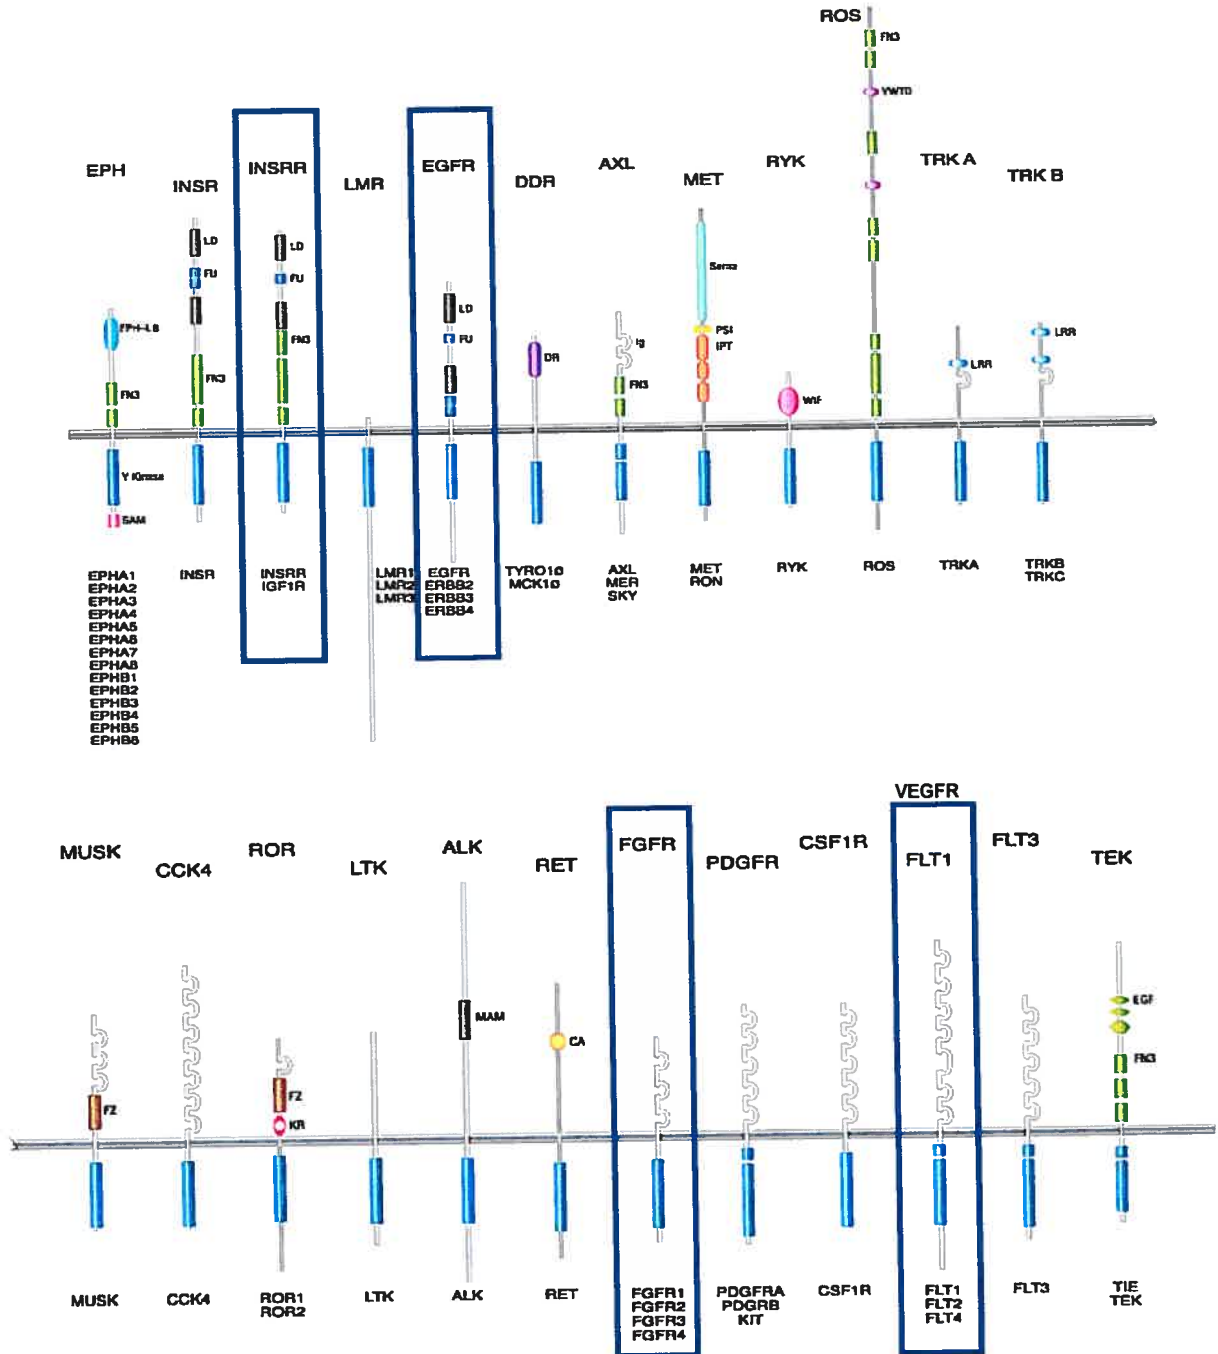 ROS
FN3
YWTD
EPH
INSR
INSRR
LMR
EGFR
DDR
AXL
MET
RYK
TRK A
TRK B
LD
FU
LD
FU
FN3
FN3
EPH-LB
FN3
LD
FU
DR
Ig
FN3
Sema
PSI
IPT
WIF
LRR
LRR
Y Kinase
SAM
EPHA1
EPHA2
EPHA3
EPHA4
EPHA5
EPHA6
EPHA7
EPHA8
EPHB1
EPHB2
EPHB3
EPHB4
EPHB5
EPHB6
INSR
INSRR
IGF1R
LMR1
LMR2
LMR3
EGFR
ERBB2
ERBB3
ERBB4
TYRO10
MCK10
AXL
MER
SKY
MET
RON
RYK
ROS
TRKA
TRKB
TRKC
VEGFR
MUSK
CCK4
ROR
LTK
ALK
RET
FGFR
PDGFR
CSF1R
FLT1
FLT3
TEK
FZ
FZ
KR
MAM
CA
EGF
FN3
MUSK
CCK4
ROR1
ROR2
LTK
ALK
RET
FGFR1
FGFR2
FGFR3
FGFR4
PDGFRA
PDGRB
KIT
CSF1R
FLT1
FLT2
FLT4
FLT3
TIE
TEK